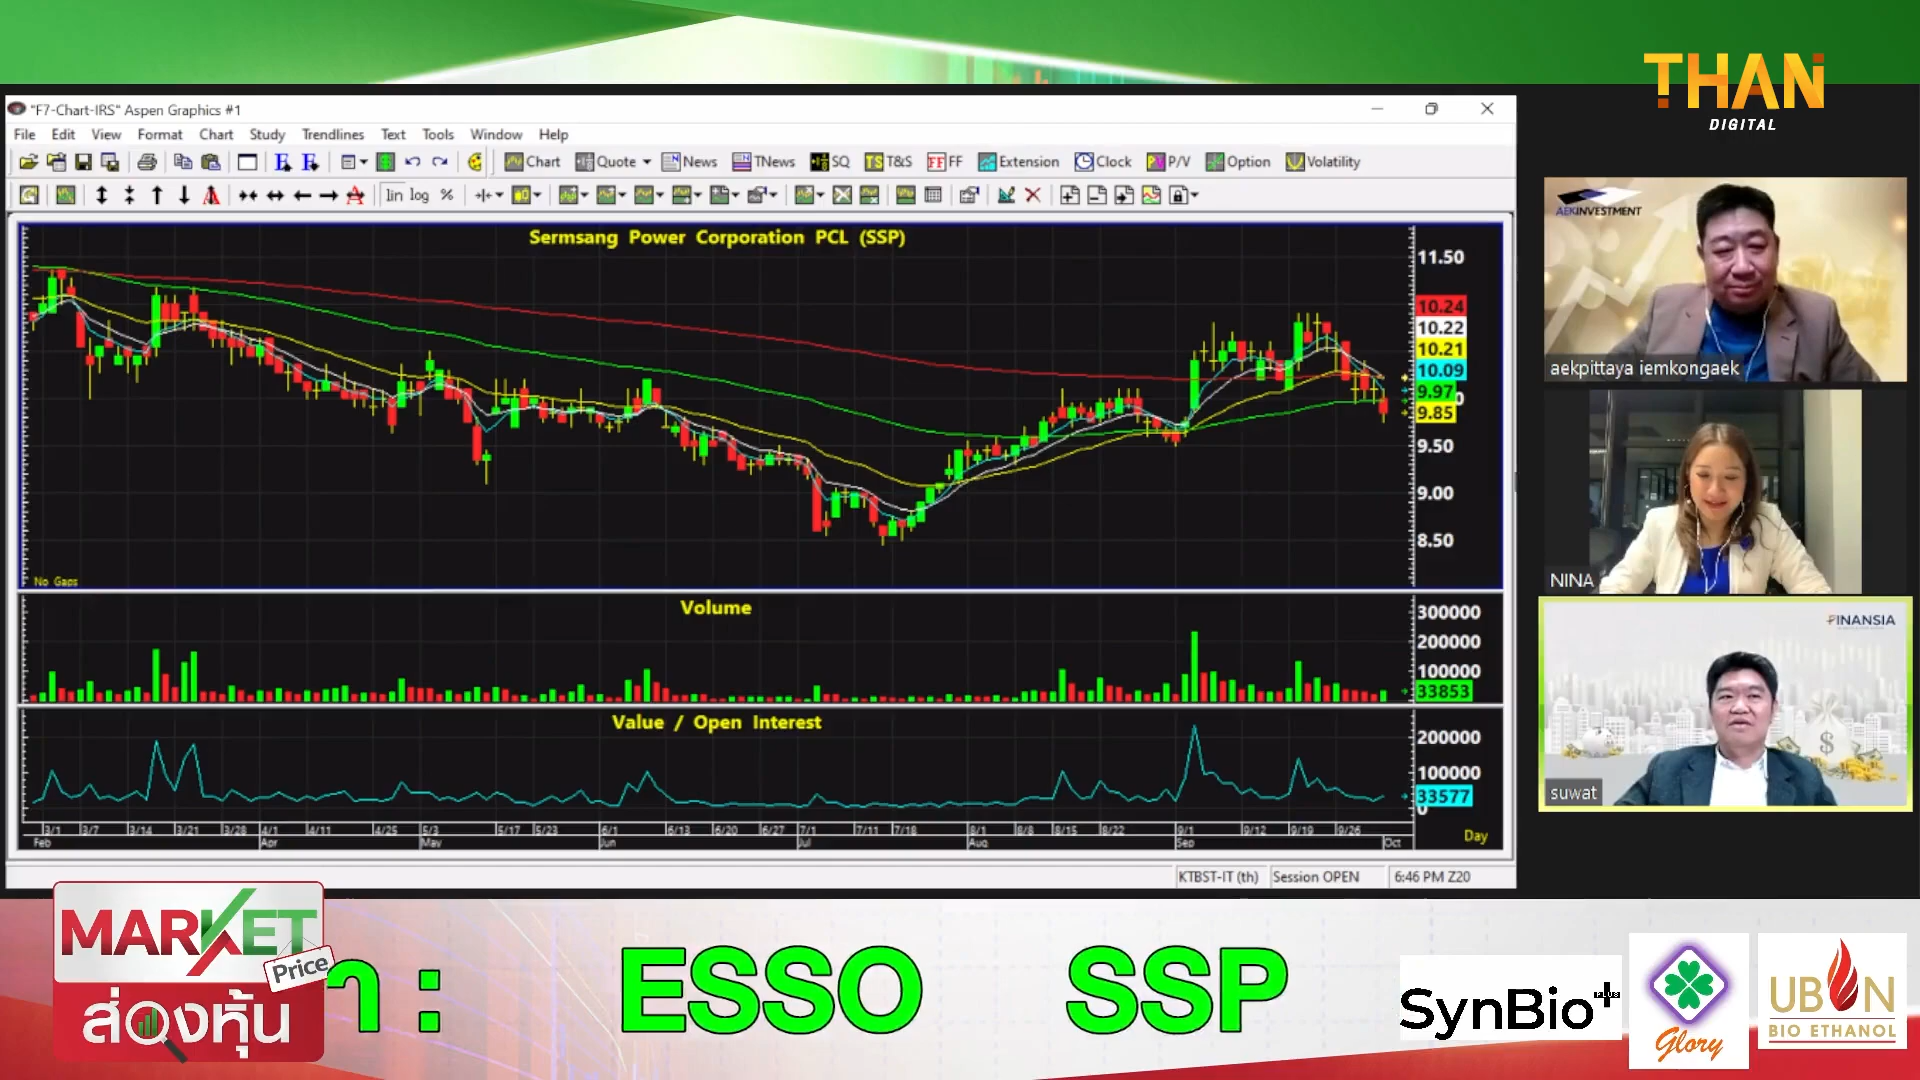 THAN
DIGITAL
"F7-Chart-IRS" Aspen Graphics #1
File Edit View Format Chart Study Trendlines Text Tools Window Help
Chart Quote News TNews SQ TS T&S FF FF Extension Clock P/V Option Volatility
lin log %
Sermsang Power Corporation PCL (SSP)
11.50
10.24
10.22
10.21
10.09
9.97
9.85
9.50
9.00
8.50
No Gaps
Volume
300000
200000
100000
33853
Value / Open Interest
200000
100000
33577
0
3/1 3/7 3/14 3/21 3/28 4/1 4/11 4/25 5/3 5/17 5/23 6/1 6/13 6/20 6/27 7/1 7/11 7/18 8/1 8/8 8/15 8/22 9/1 9/12 9/19 9/26
Feb Apr May Jun Jul Aug Sep Oct
Day
KTBST-IT (th) Session OPEN 6:46 PM Z20
AEKINVESTMENT
aekpittaya iemkongaek
NINA
FINANSIA
suwat
MARKET
Price
ส่องหุ้น
า : ESSO SSP
SynBio+
PLUS
Glory
UBON
BIO ETHANOL